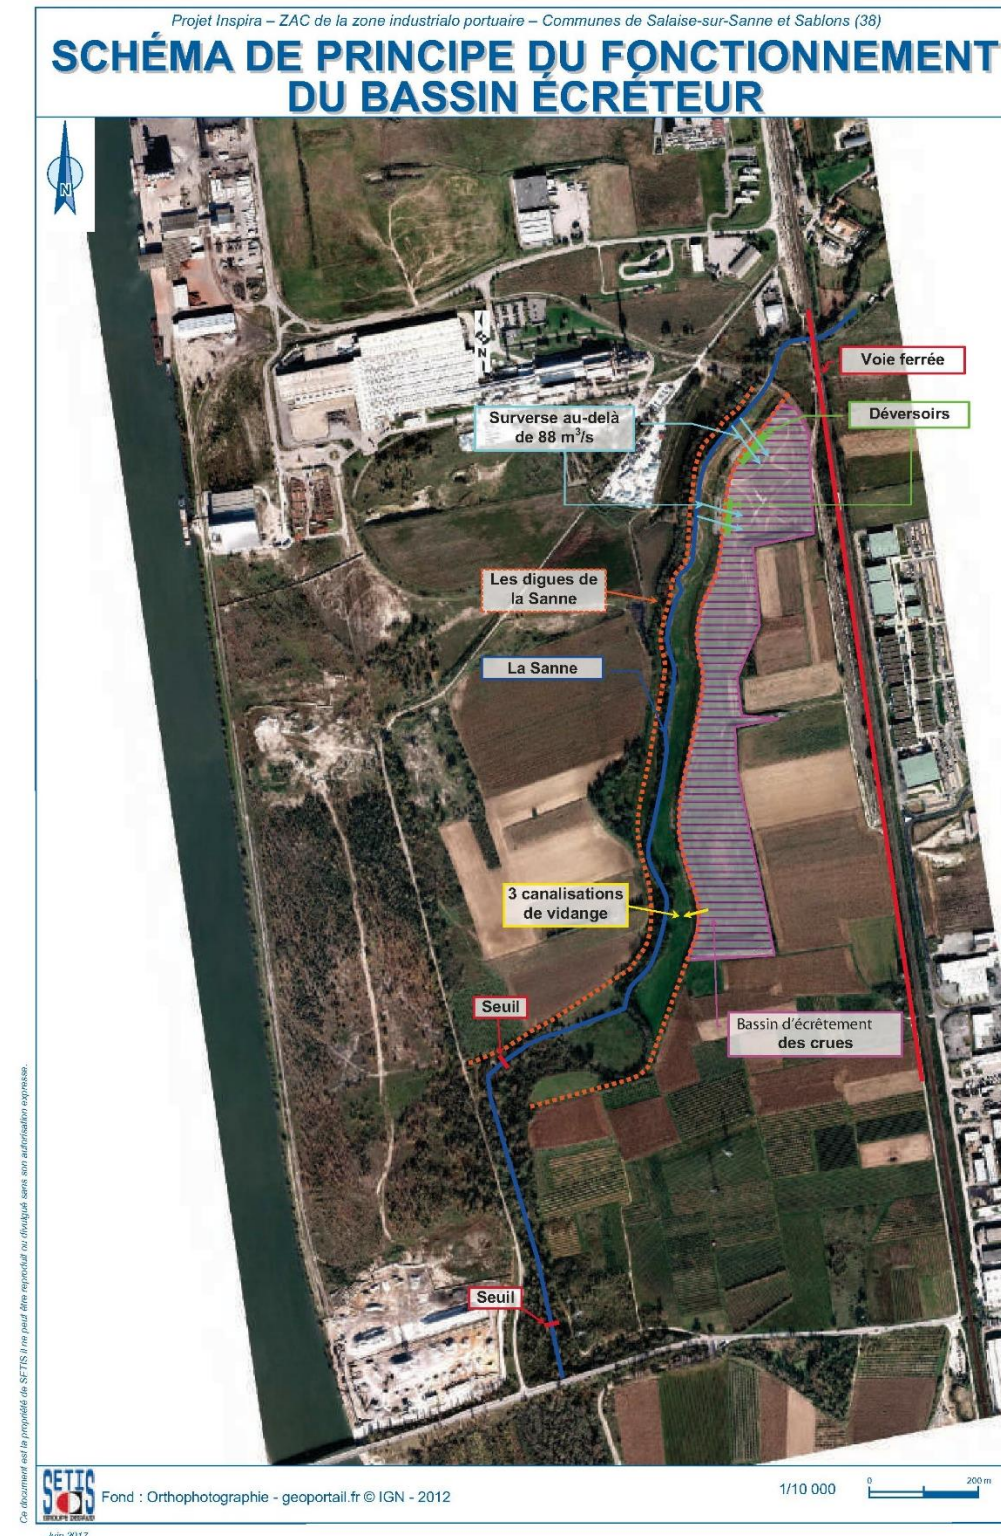 Projet Inspira – ZAC de la zone industrialo portuaire – Communes de Salaise-sur-Sanne et Sablons (38)
SCHÉMA DE PRINCIPE DU FONCTIONNEMENT
DU BASSIN ÉCRÉTEUR
N
N
Voie ferrée
Déversoirs
Surverse au-delà
de 88 m³/s
Les digues de
la Sanne
La Sanne
3 canalisations
de vidange
Seuil
Bassin d'écrêtement
des crues
Seuil
Ce document est la propriété de SETIS il ne peut être reproduit ou divulgué sans son autorisation expresse.
SETIS
GROUPE DEGAUD
Fond : Orthophotographie - geoportail.fr © IGN - 2012
1/10 000
0
200 m
Juin 2017